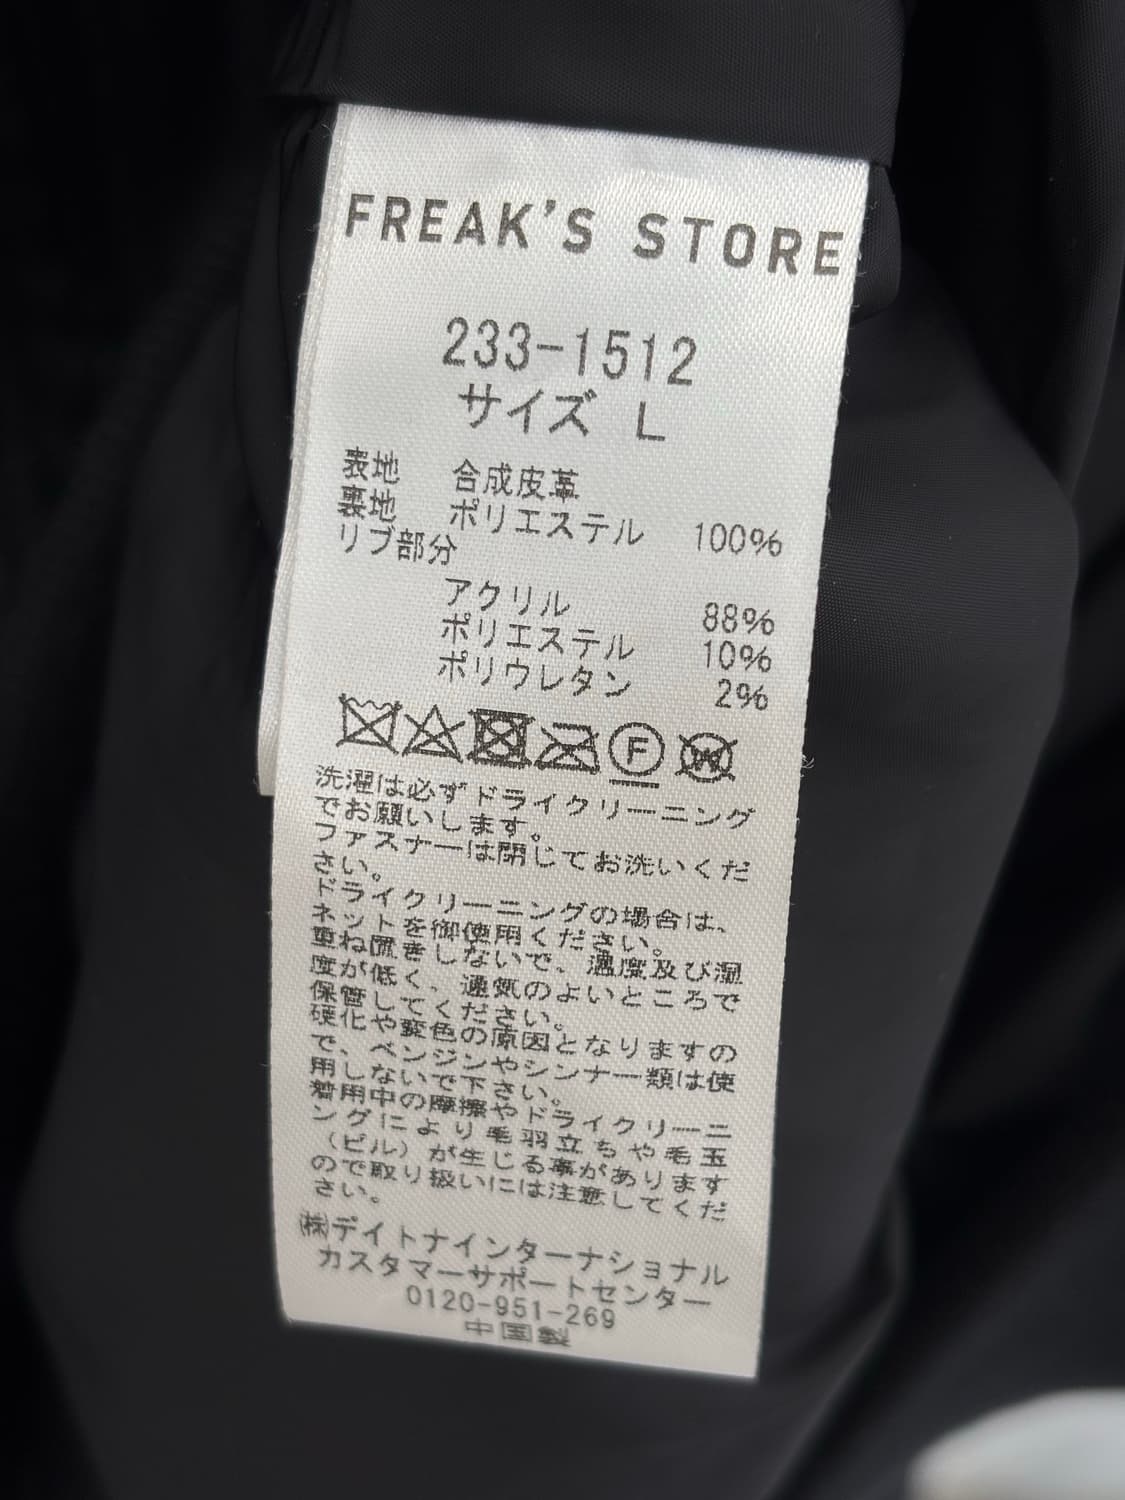 FREAK'S STORE
233-1512
サイズ L
表地 合成皮革
裏地 ポリエステル 100%
リブ部分
アクリル 88%
ポリエステル 10%
ポリウレタン 2%
F W
洗濯は必ずドライクリーニング
でお願いします。
ファスナーは閉じてお洗いくだ
さい。
ドライクリーニングの場合は、
ネットを御使用ください。
重ね置きしないで、温度及び湿
度が低く、通気のよいところで
保管してください。
硬化や変色の原因となりますの
で、ベンジンやシンナー類は使
用しないで下さい。
着用中の摩擦やドライクリーニ
ングにより毛羽立ちや毛玉
（ピル）が生じる事があります
ので取り扱いには注意してくだ
さい。
㈱デイトナインターナショナル
カスタマーサポートセンター
0120-951-269
中国製